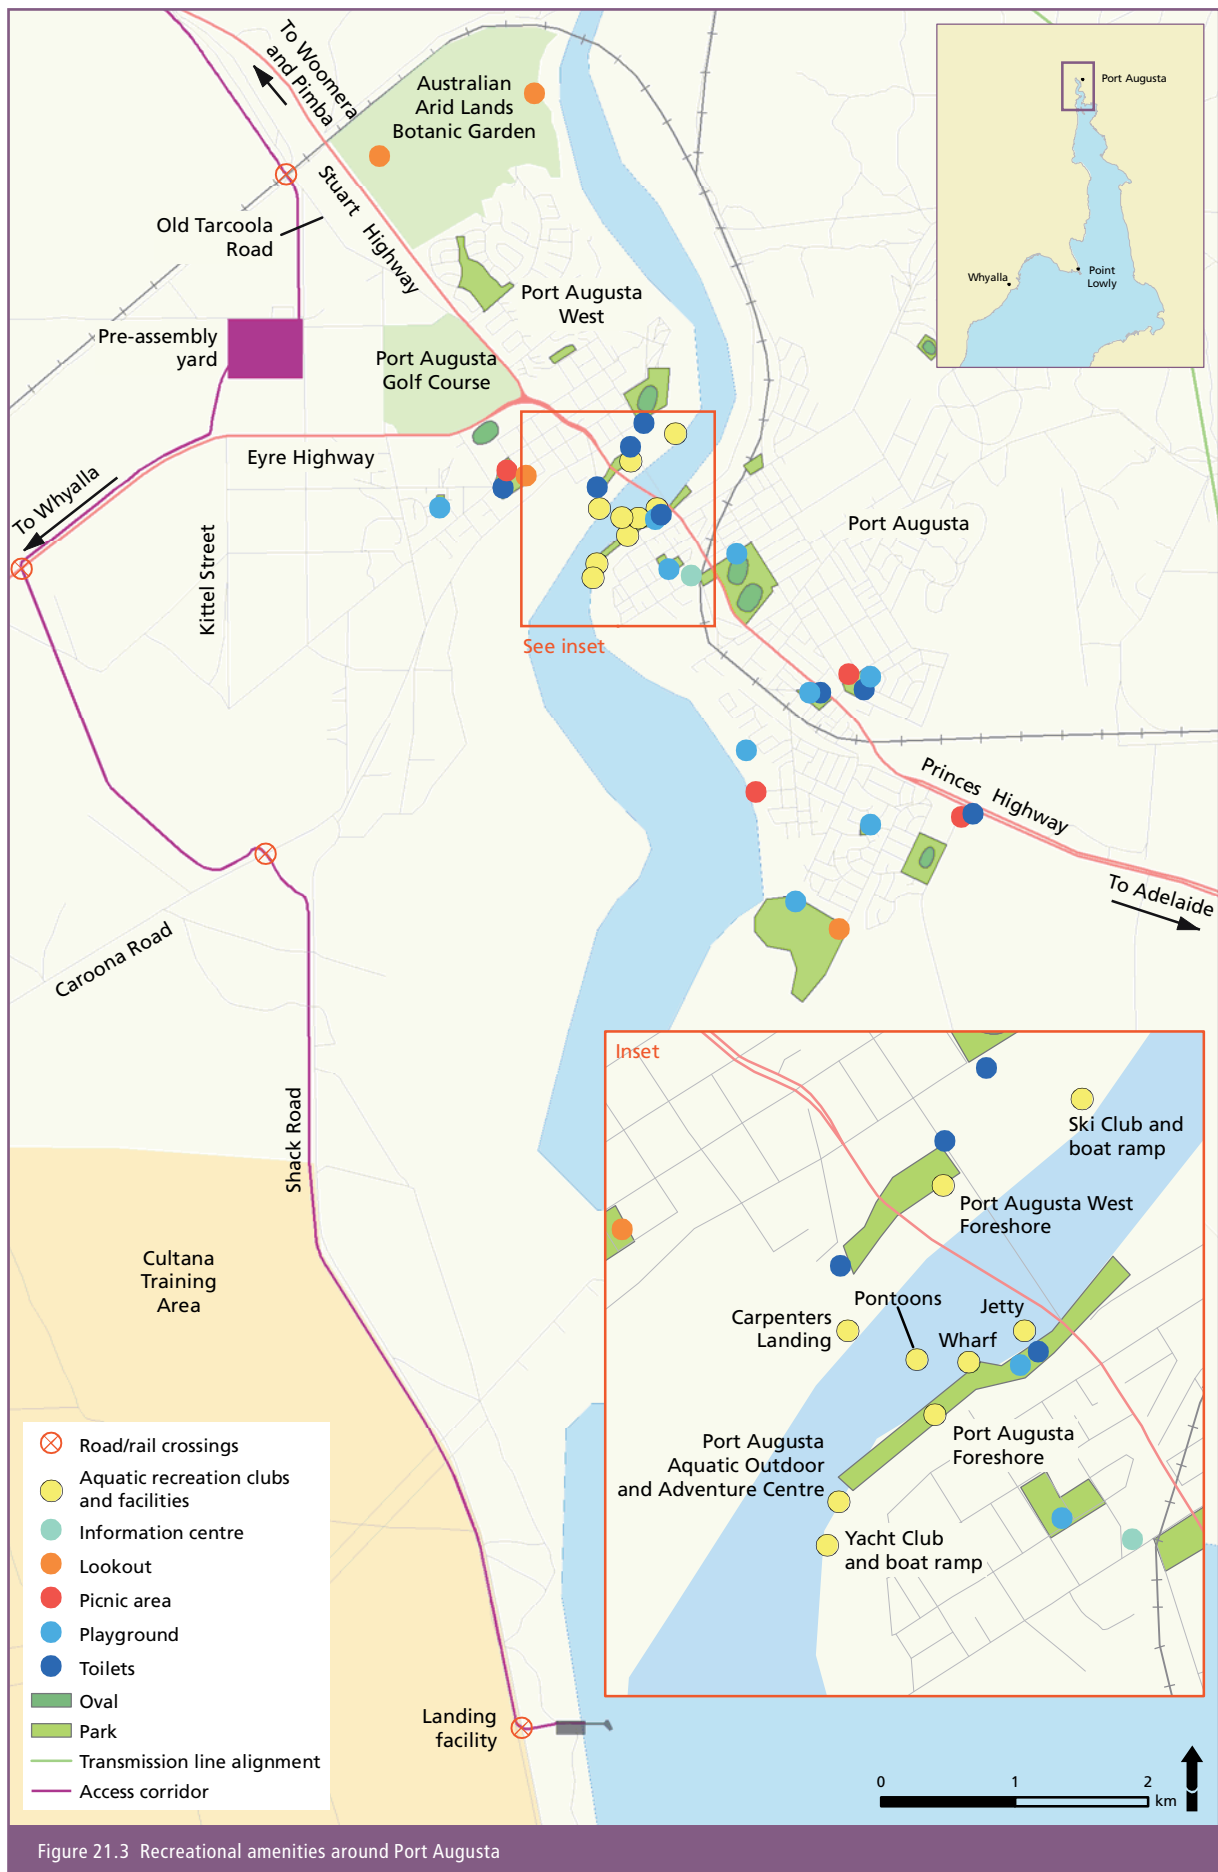 To Woomera
and Pimba
Australian
Arid Lands
Botanic Garden
Port Augusta
Whyalla
Point
Lowly
Old Tarcoola
Road
Stuart Highway
Port Augusta
West
Pre-assembly
yard
Port Augusta
Golf Course
Eyre Highway
To Whyalla
Kittel Street
Port Augusta
See inset
Princes Highway
To Adelaide
Caroona Road
Shack Road
Cultana
Training
Area
Inset
Ski Club and
boat ramp
Port Augusta West
Foreshore
Pontoons
Jetty
Carpenters
Landing
Wharf
Port Augusta
Foreshore
Port Augusta
Aquatic Outdoor
and Adventure Centre
Yacht Club
and boat ramp
Road/rail crossings
Aquatic recreation clubs
and facilities
Information centre
Lookout
Picnic area
Playground
Toilets
Oval
Park
Transmission line alignment
Access corridor
Landing
facility
0 1 2
km
Figure 21.3 Recreational amenities around Port Augusta